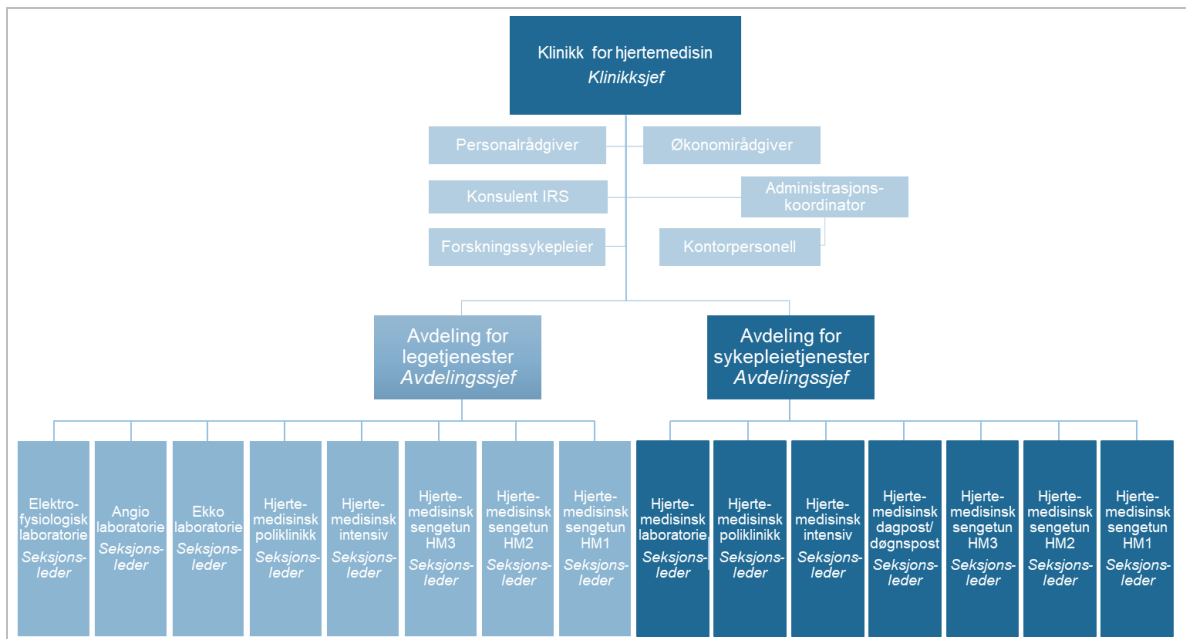 Klinikk for hjertemedisin
Klinikksjef
Personalrådgiver
Økonomirådgiver
Konsulent IRS
Administrasjons-
koordinator
Forskningssykepleier
Kontorpersonell
Avdeling for
legetjenester
Avdelingssjef
Avdeling for
sykepleietjenester
Avdelingssjef
Elektro-
fysiologisk
laboratorie
Seksjons-
leder
Angio
laboratorie
Seksjons-
leder
Ekko
laboratorie
Seksjons-
leder
Hjerte-
medisinsk
poliklinikk
Seksjons-
leder
Hjerte-
medisinsk
intensiv
Seksjons-
leder
Hjerte-
medisinsk
sengetun
HM3
Seksjons-
leder
Hjerte-
medisinsk
sengetun
HM2
Seksjons-
leder
Hjerte-
medisinsk
sengetun
HM1
Seksjons-
leder
Hjerte-
medisinsk
laboratorie
Seksjons-
leder
Hjerte-
medisinsk
poliklinikk
Seksjons-
leder
Hjerte-
medisinsk
intensiv
Seksjons-
leder
Hjerte-
medisinsk
dagpost/
døgnspost
Seksjons-
leder
Hjerte-
medisinsk
sengetun
HM3
Seksjons-
leder
Hjerte-
medisinsk
sengetun
HM2
Seksjons-
leder
Hjerte-
medisinsk
sengetun
HM1
Seksjons-
leder